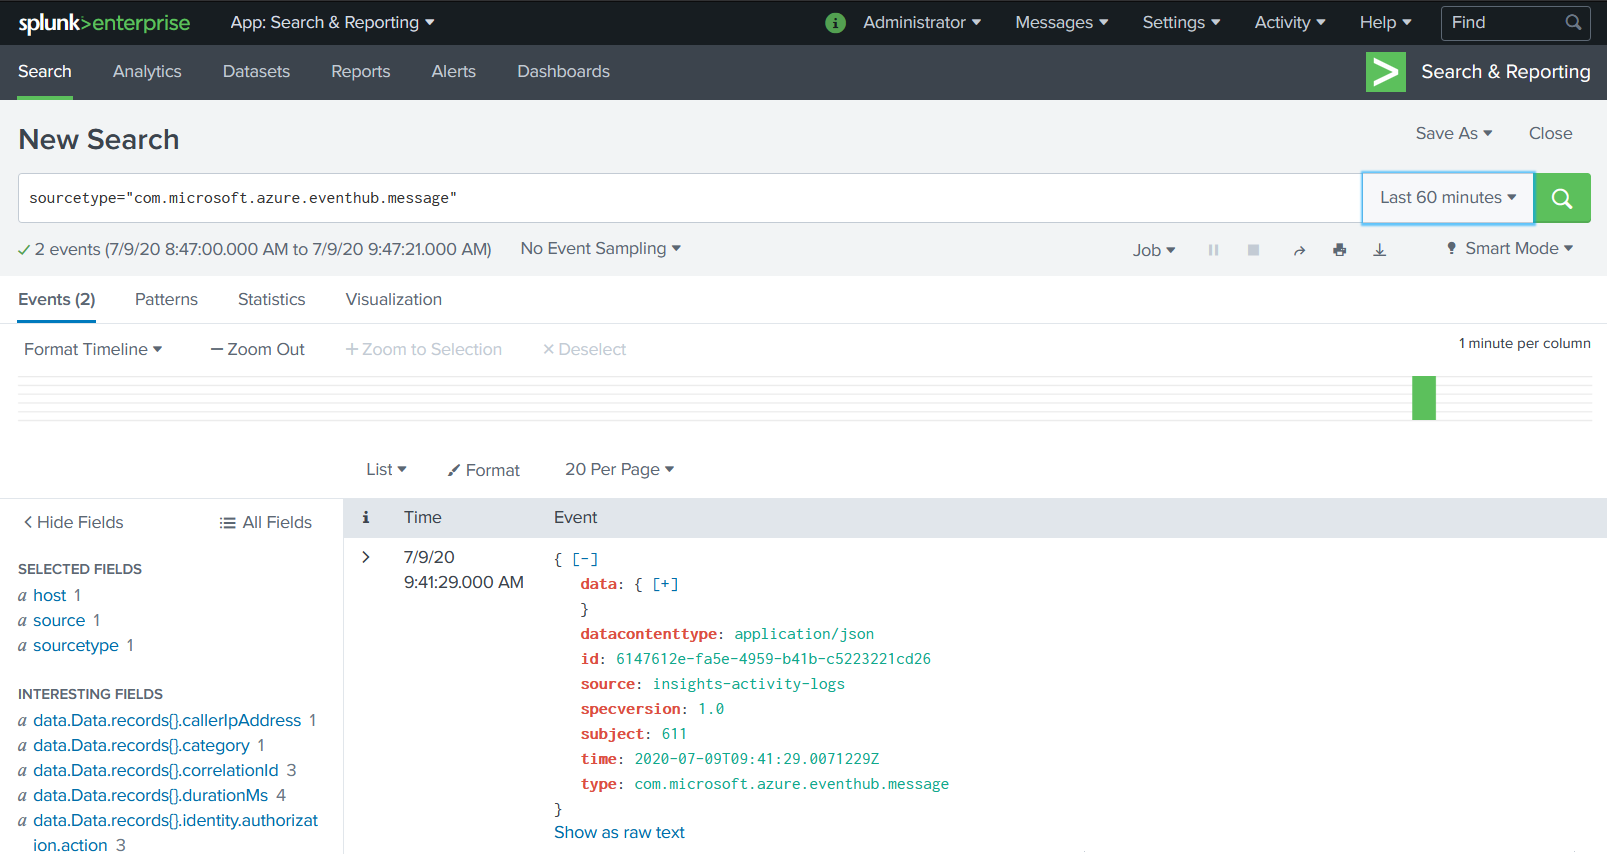 splunk>enterprise App: Search & Reporting ▾ i Administrator ▾ Messages ▾ Settings ▾ Activity ▾ Help ▾ Find
Search Analytics Datasets Reports Alerts Dashboards > Search & Reporting
New Search Save As ▾ Close
sourcetype="com.microsoft.azure.eventhub.message" Last 60 minutes ▾
✓ 2 events (7/9/20 8:47:00.000 AM to 7/9/20 9:47:21.000 AM) No Event Sampling ▾ Job ▾ Smart Mode ▾
Events (2) Patterns Statistics Visualization
Format Timeline ▾ — Zoom Out + Zoom to Selection × Deselect 1 minute per column
List ▾ Format 20 Per Page ▾
< Hide Fields All Fields
SELECTED FIELDS
a host 1
a source 1
a sourcetype 1
INTERESTING FIELDS
a data.Data.records{}.callerIpAddress 1
a data.Data.records{}.category 1
a data.Data.records{}.correlationId 3
a data.Data.records{}.durationMs 4
a data.Data.records{}.identity.authorizat
ion.action 3
i Time Event
> 7/9/20
9:41:29.000 AM
{ [-]
data: { [+]
}
datacontenttype: application/json
id: 6147612e-fa5e-4959-b41b-c5223221cd26
source: insights-activity-logs
specversion: 1.0
subject: 611
time: 2020-07-09T09:41:29.0071229Z
type: com.microsoft.azure.eventhub.message
}
Show as raw text